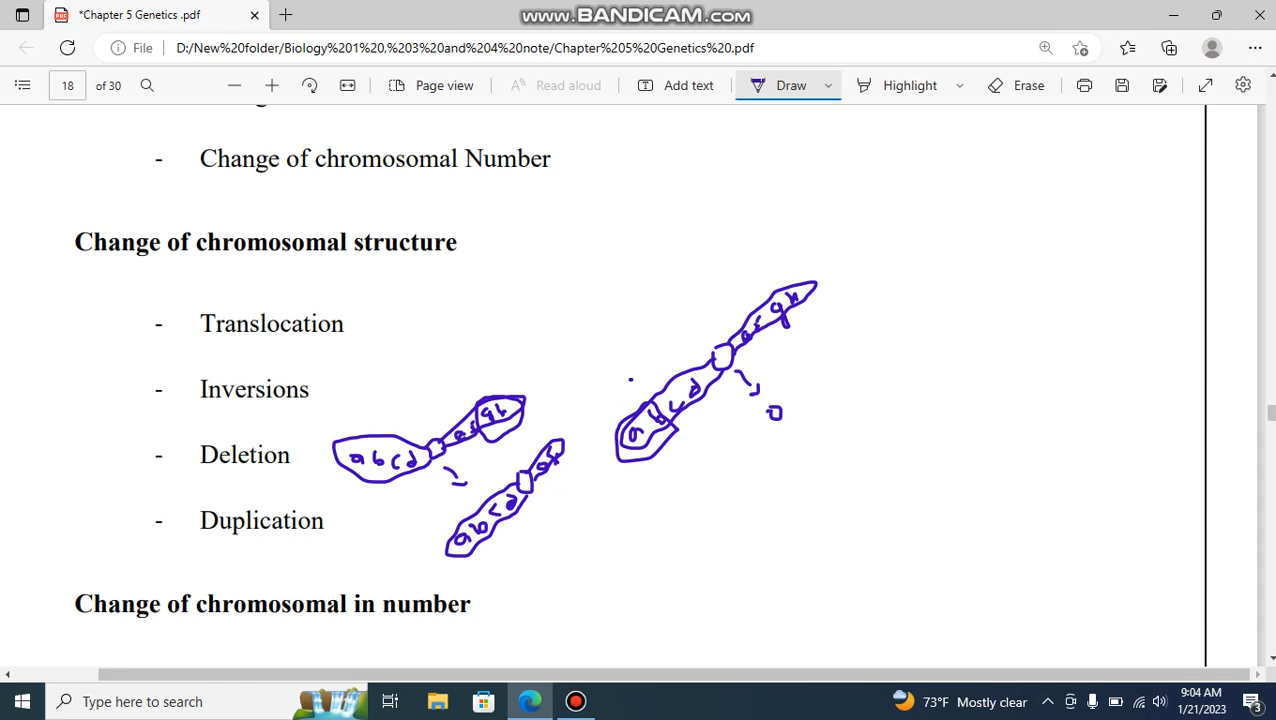 *Chapter 5 Genetics .pdf
www.BANDICAM.com
File
D:/New%20folder/Biology%201%20,%203%20and%204%20note/Chapter%205%20Genetics%20.pdf
18 of 30
Page view
Read aloud
Add text
Draw
Highlight
Erase
- Change of chromosomal Number
Change of chromosomal structure
- Translocation
- Inversions
- Deletion
- Duplication
a b c d
e f
g h
a b c d
e f
a b c d
e f g h
Change of chromosomal in number
Type here to search
73°F Mostly clear
9:04 AM
1/21/2023
3